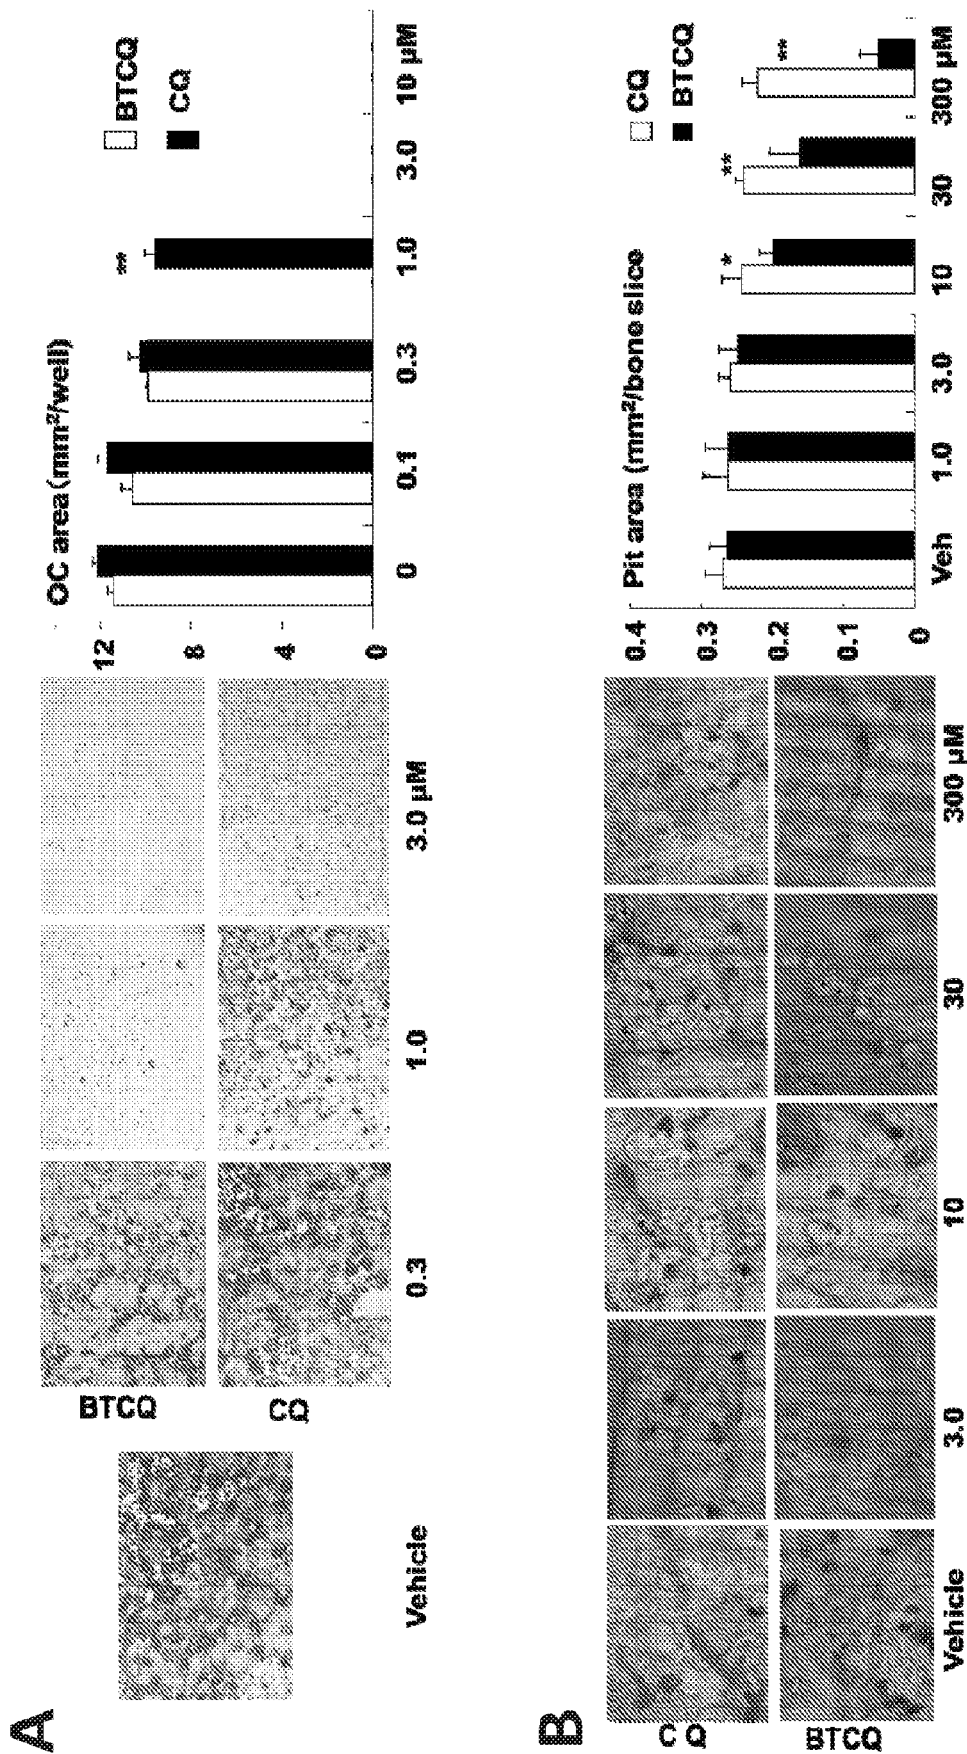 A
Vehicle
BTCQ
CQ
0.3
1.0
3.0 µM
OC area(mm²/well)
BTCQ
CQ
12
8
4
0
0
0.1
0.3
1.0
3.0
10 µM
**
B
CQ
BTCQ
Vehicle
3.0
10
30
300 µM
Pit area (mm²/bone slice
CQ
BTCQ
0.4
0.3
0.2
0.1
0
Veh
1.0
3.0
10
30
300 µM
*
**
**